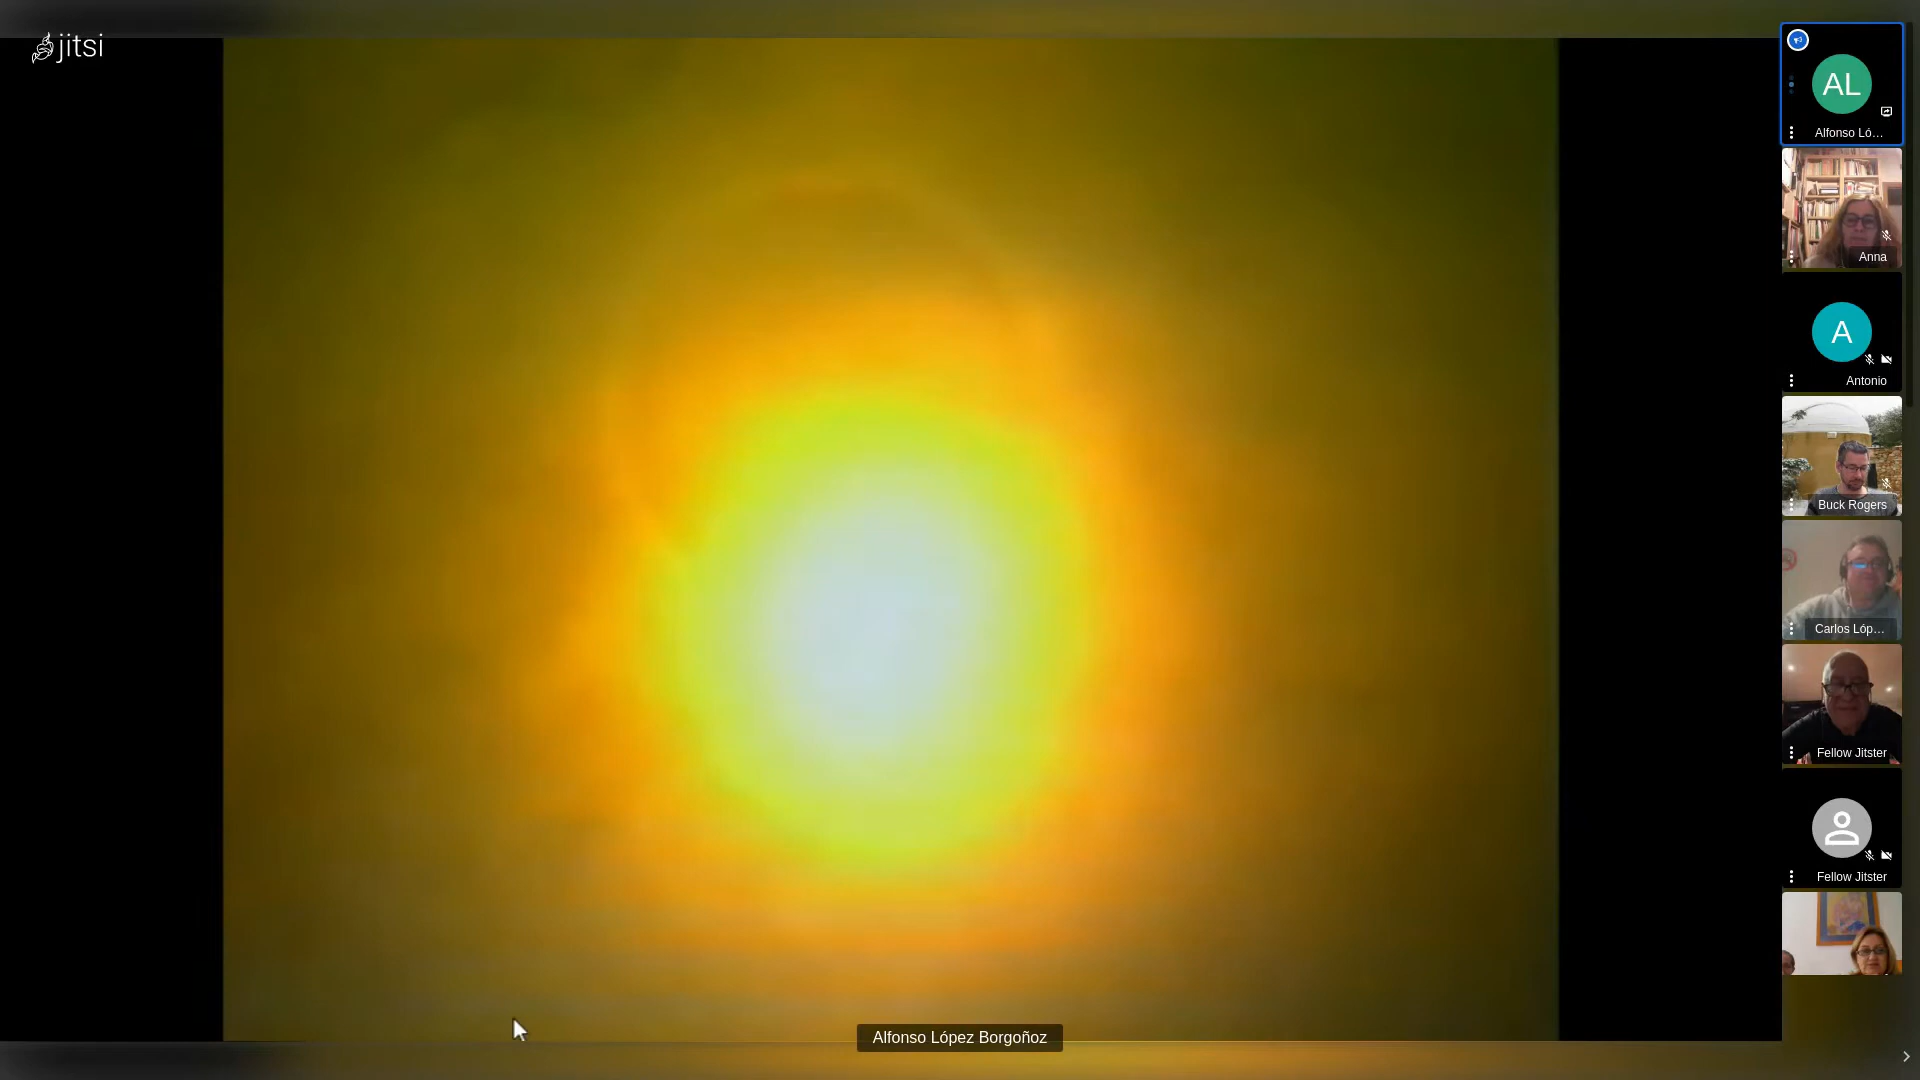 jitsi
AL
Alfonso Ló…
Anna
A
Antonio
Buck Rogers
Carlos Lóp…
Fellow Jitster
Fellow Jitster
Alfonso López Borgoñoz